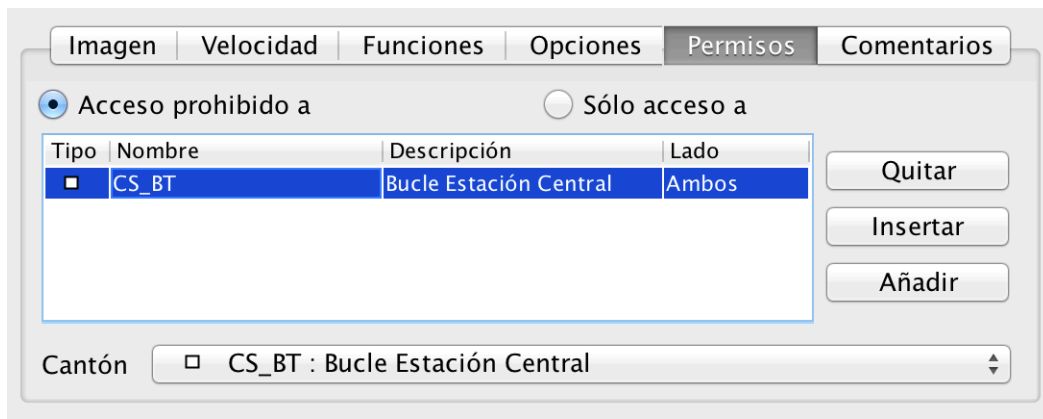 Imagen Velocidad Funciones Opciones Permisos Comentarios
Acceso prohibido a Sólo acceso a
Tipo Nombre Descripción Lado
CS_BT Bucle Estación Central Ambos
Quitar
Insertar
Añadir
Cantón CS_BT : Bucle Estación Central